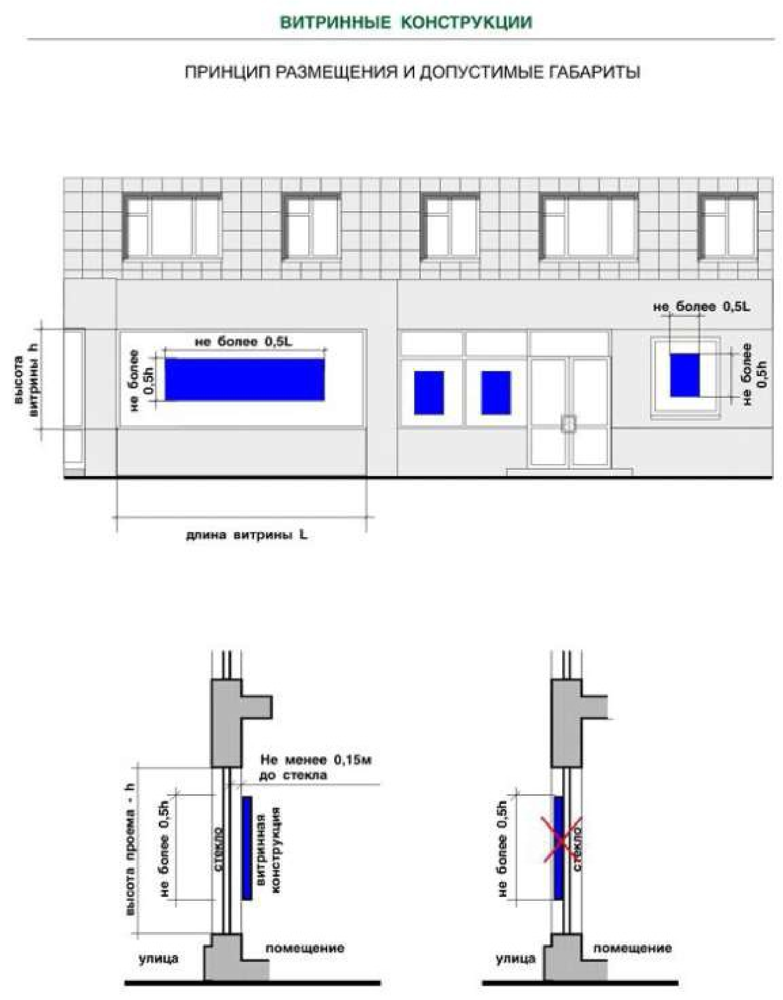 ВИТРИННЫЕ КОНСТРУКЦИИ
ПРИНЦИП РАЗМЕЩЕНИЯ И ДОПУСТИМЫЕ ГАБАРИТЫ
не более 0,5L
не более
0,5h
высота
витрины h
не более 0,5L
не более
0,5h
длина витрины L
Не менее 0,15м
до стекла
высота проема - h
не более 0,5h
стекло
витринная
конструкция
улица
помещение
не более 0,5h
стекло
улица
помещение